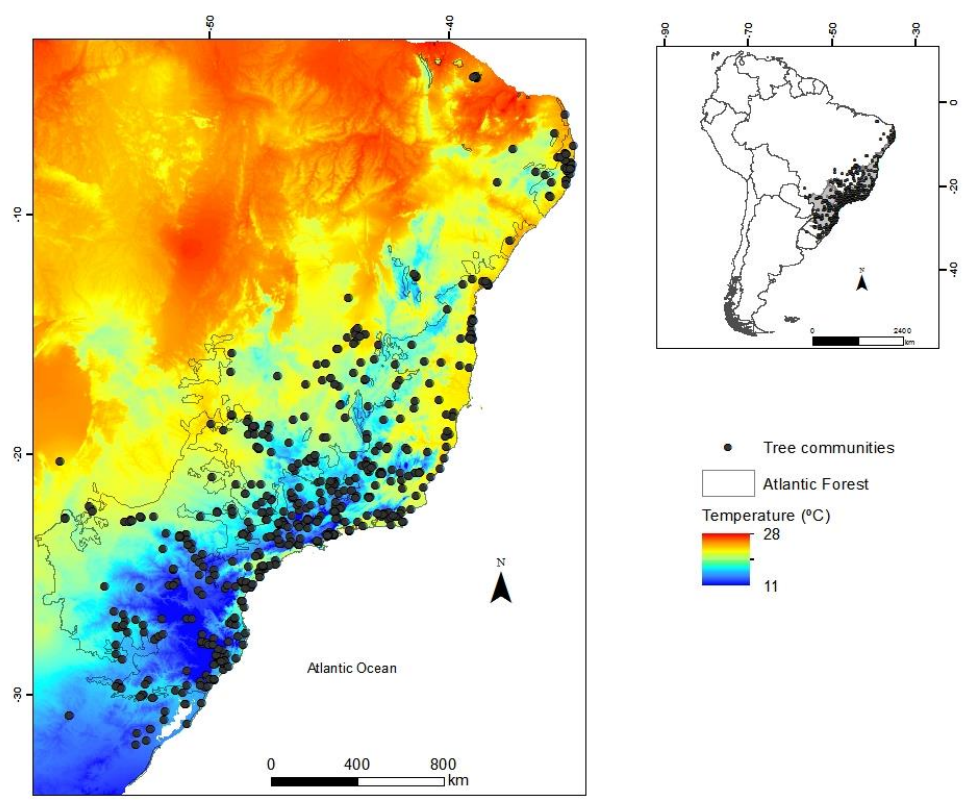 -50
-40
-10
-20
-30
N
Atlantic Ocean
0 400 800
km
-90
-70
-50
-30
0
-20
-40
N
0 2400
km
Tree communities
Atlantic Forest
Temperature (ºC)
28
11